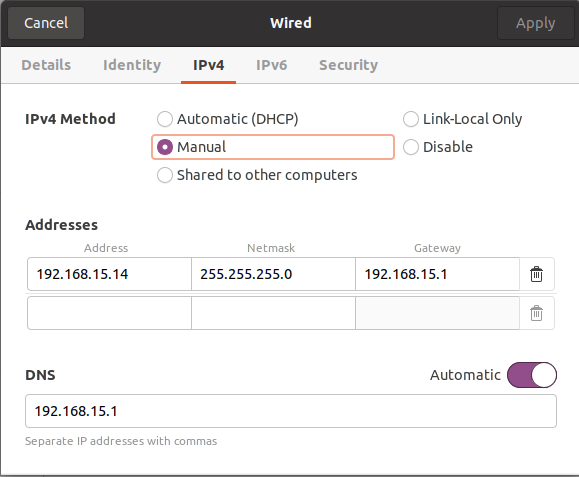 Cancel Wired Apply
Details Identity IPv4 IPv6 Security
IPv4 Method Automatic (DHCP) Link-Local Only
Manual Disable
Shared to other computers
Addresses
Address Netmask Gateway
192.168.15.14 255.255.255.0 192.168.15.1
DNS Automatic
192.168.15.1
Separate IP addresses with commas